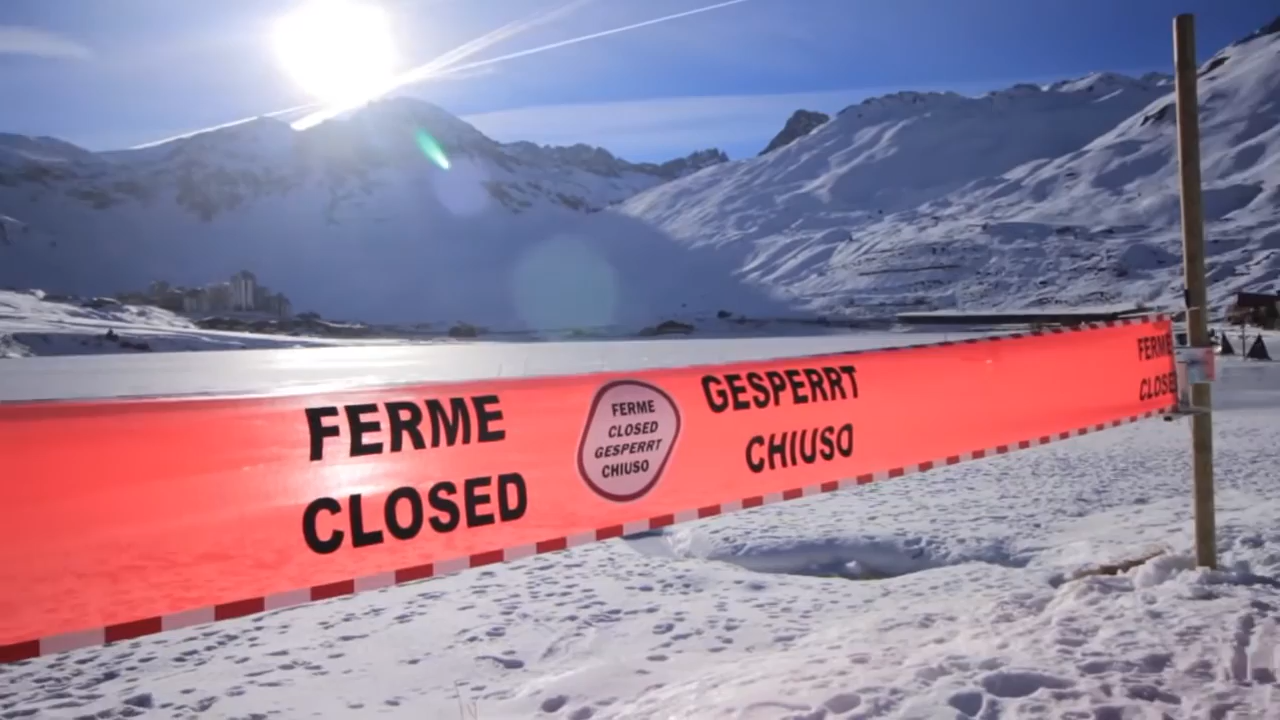 FERME
CLOSED
FERME
CLOSED
GESPERRT
CHIUSO
GESPERRT
CHIUSO
FERME
CLOSE